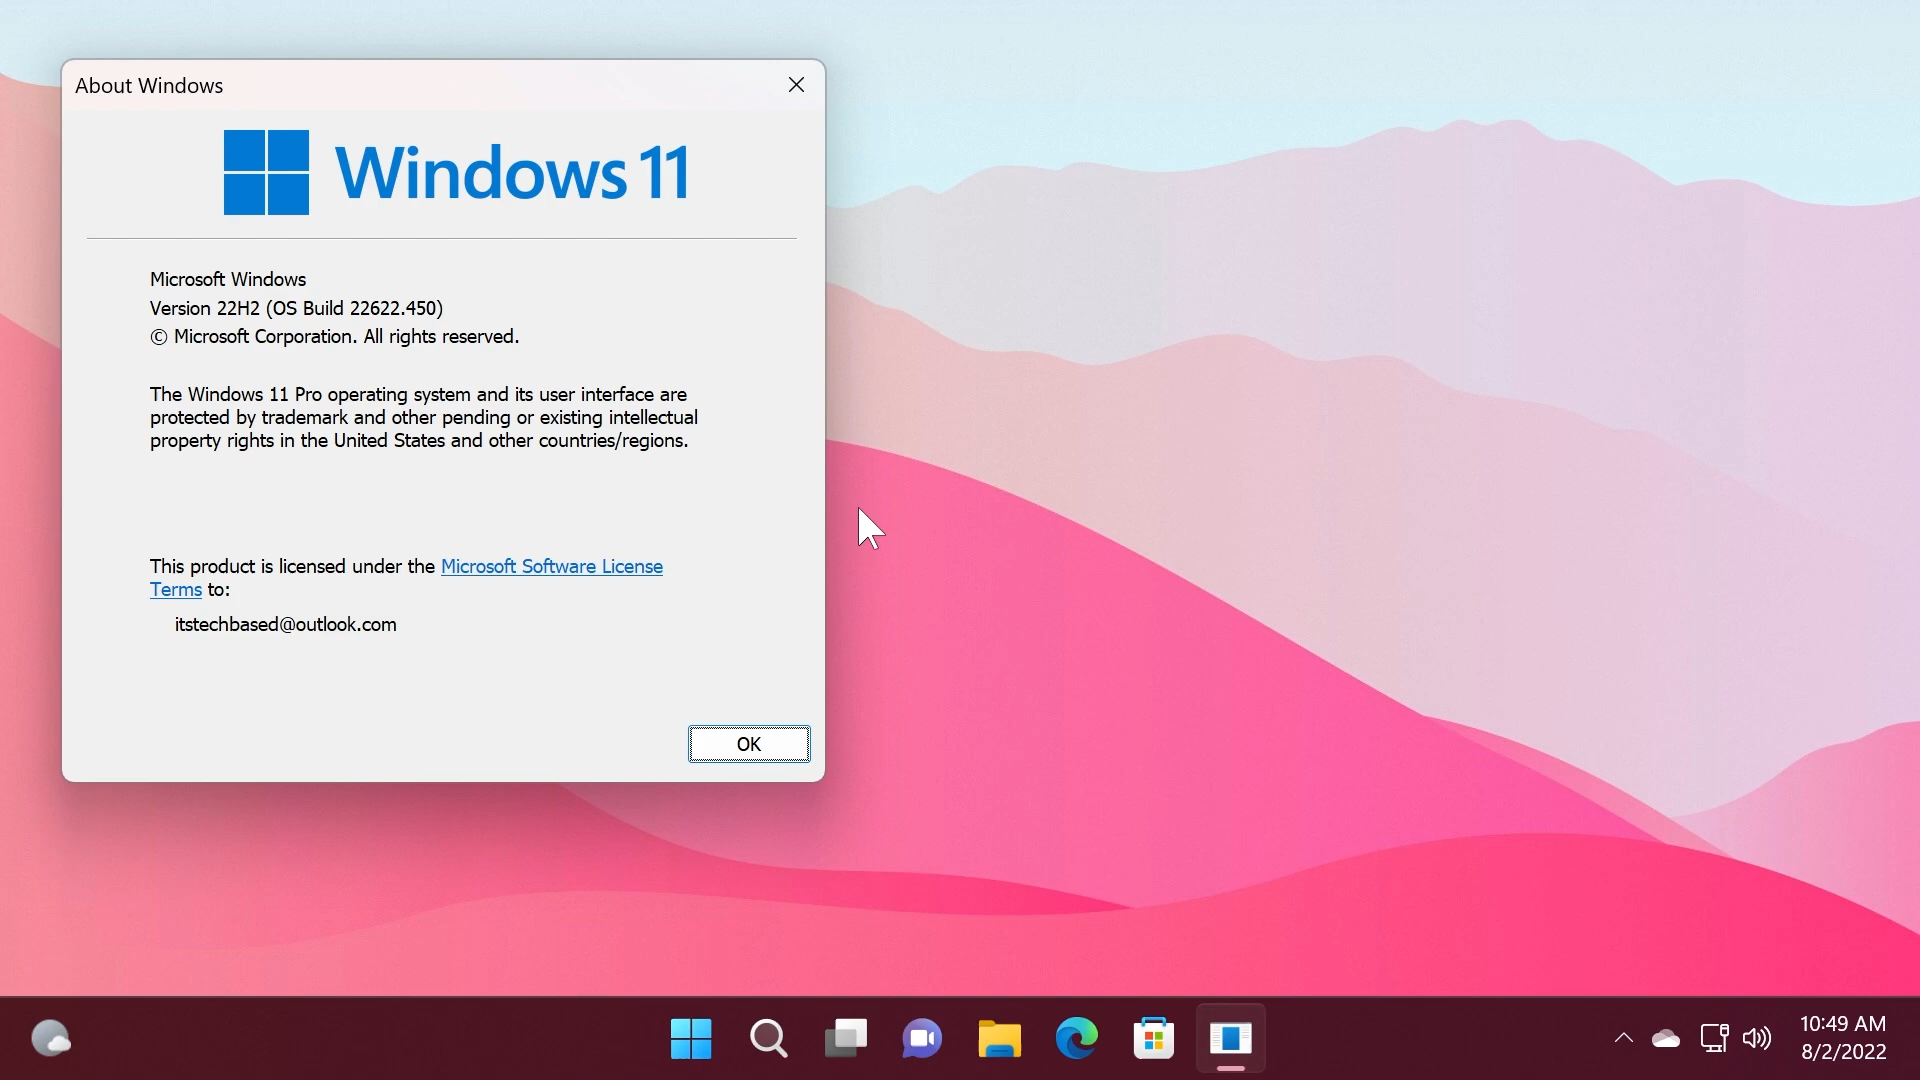 About Windows
Windows 11
Microsoft Windows
Version 22H2 (OS Build 22622.450)
© Microsoft Corporation. All rights reserved.
The Windows 11 Pro operating system and its user interface are
protected by trademark and other pending or existing intellectual
property rights in the United States and other countries/regions.
This product is licensed under the Microsoft Software License
Terms to:
itstechbased@outlook.com
OK
10:49 AM
8/2/2022